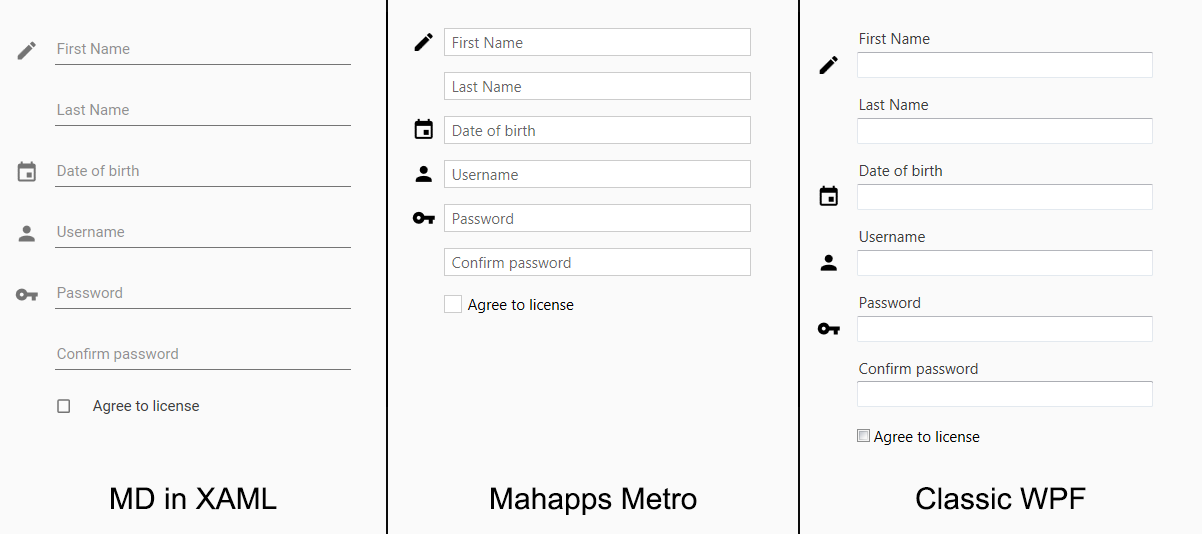 First Name
Last Name
Date of birth
Username
Password
Confirm password
Agree to license
MD in XAML
First Name
Last Name
Date of birth
Username
Password
Confirm password
Agree to license
Mahapps Metro
First Name
Last Name
Date of birth
Username
Password
Confirm password
Agree to license
Classic WPF